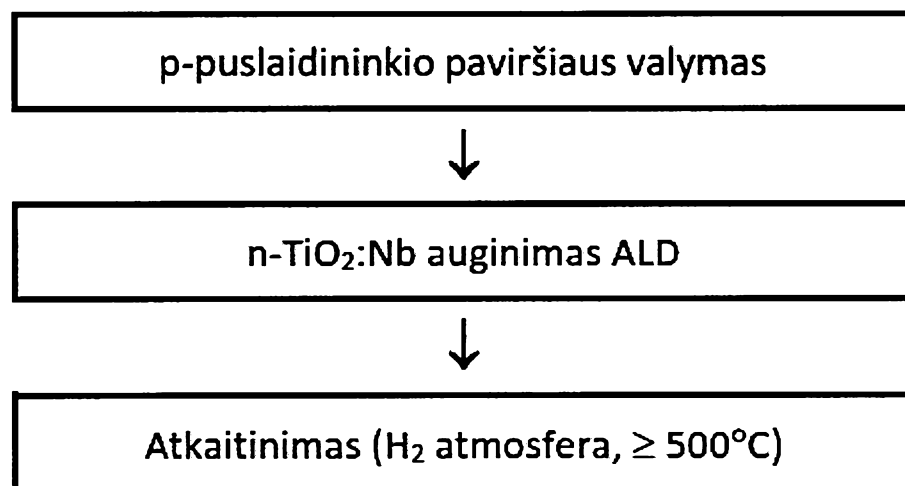 p-puslaidininkio paviršiaus valymas
n-TiO₂:Nb auginimas ALD
Atkaitinimas (H₂ atmosfera, ≥ 500°C)